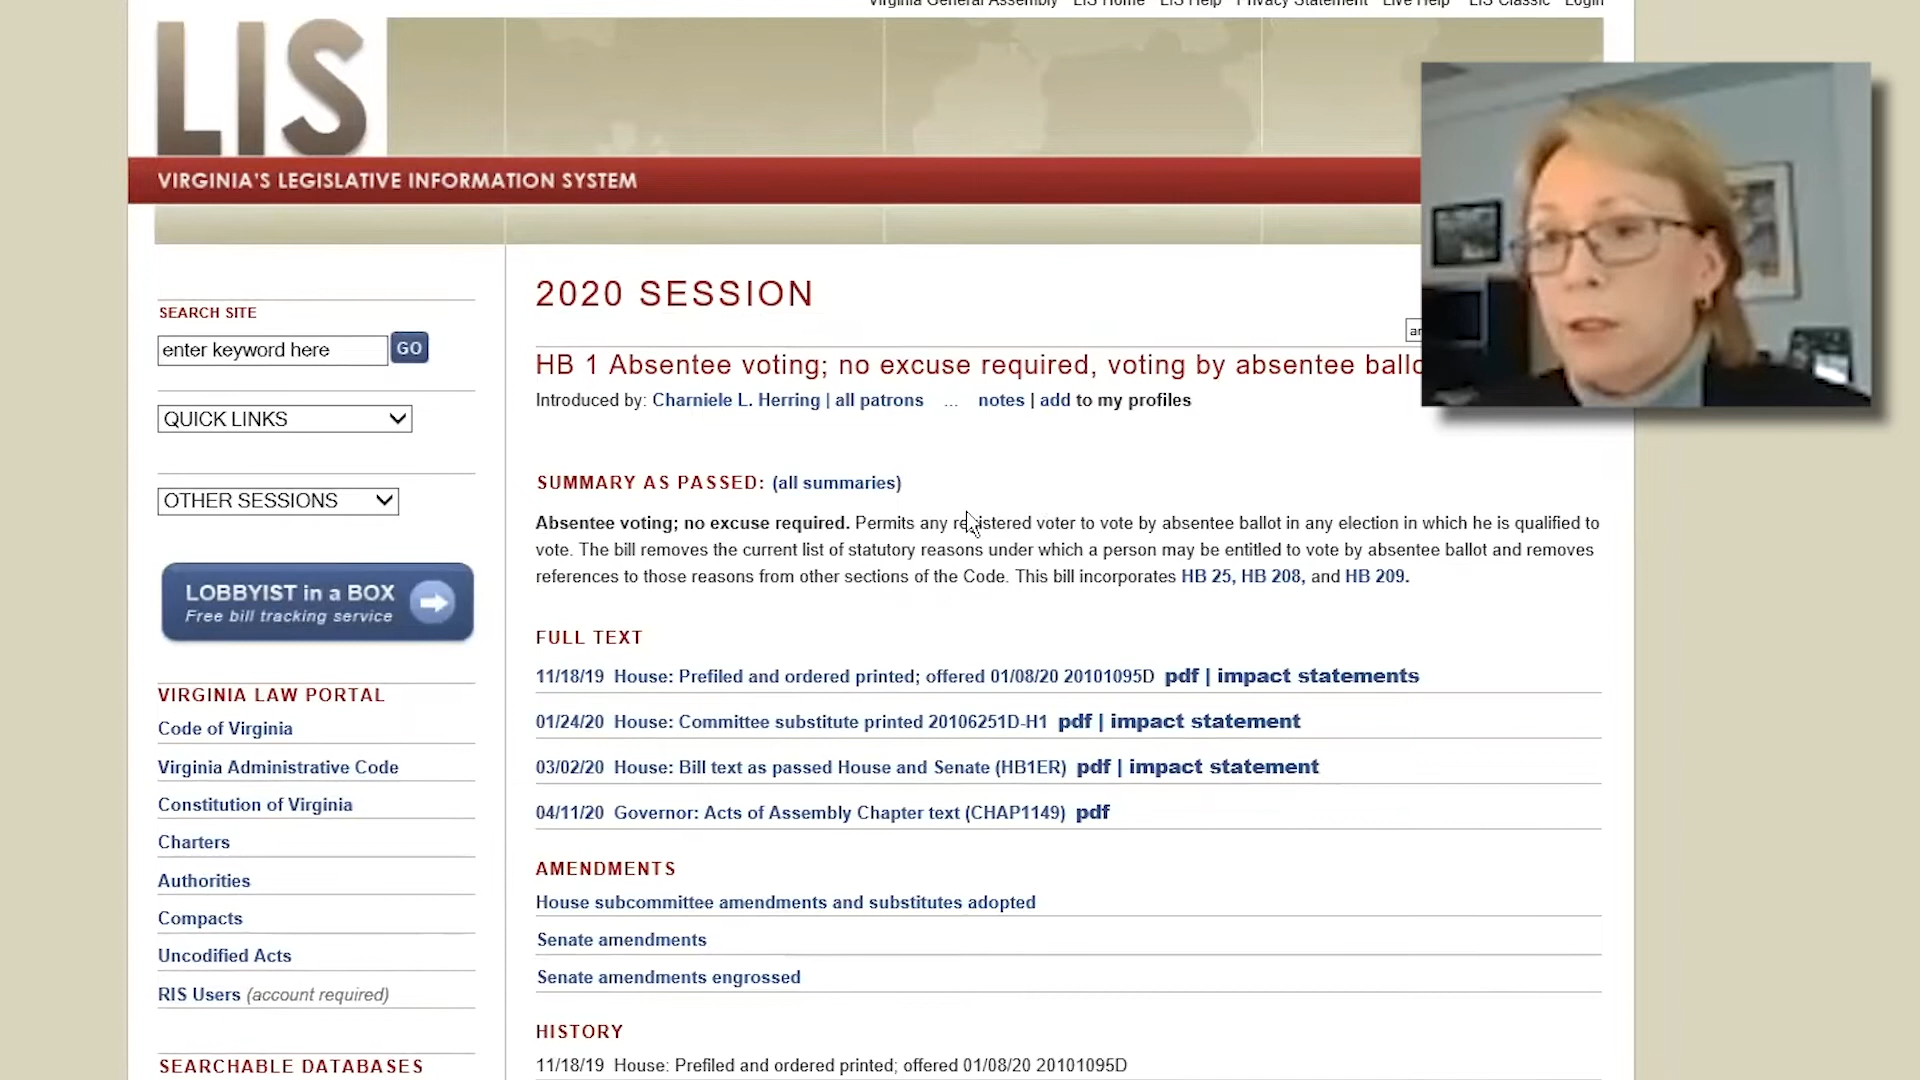 Virginia General Assembly LIS Home LIS Help Privacy Statement Live Help LIS Classic Login
LIS
VIRGINIA'S LEGISLATIVE INFORMATION SYSTEM
SEARCH SITE
enter keyword here GO
QUICK LINKS
OTHER SESSIONS
LOBBYIST in a BOX
Free bill tracking service
VIRGINIA LAW PORTAL
Code of Virginia
Virginia Administrative Code
Constitution of Virginia
Charters
Authorities
Compacts
Uncodified Acts
RIS Users (account required)
SEARCHABLE DATABASES
2020 SESSION
HB 1 Absentee voting; no excuse required, voting by absentee
Introduced by: Charniele L. Herring | all patrons ... notes | add to my profiles
SUMMARY AS PASSED: (all summaries)
Absentee voting; no excuse required. Permits any registered voter to vote by absentee ballot in any election in which he is qualified to
vote. The bill removes the current list of statutory reasons under which a person may be entitled to vote by absentee ballot and removes
references to those reasons from other sections of the Code. This bill incorporates HB 25, HB 208, and HB 209.
FULL TEXT
11/18/19 House: Prefiled and ordered printed; offered 01/08/20 20101095D pdf | impact statements
01/24/20 House: Committee substitute printed 20106251D-H1 pdf | impact statement
03/02/20 House: Bill text as passed House and Senate (HB1ER) pdf | impact statement
04/11/20 Governor: Acts of Assembly Chapter text (CHAP1149) pdf
AMENDMENTS
House subcommittee amendments and substitutes adopted
Senate amendments
Senate amendments engrossed
HISTORY
11/18/19 House: Prefiled and ordered printed; offered 01/08/20 20101095D